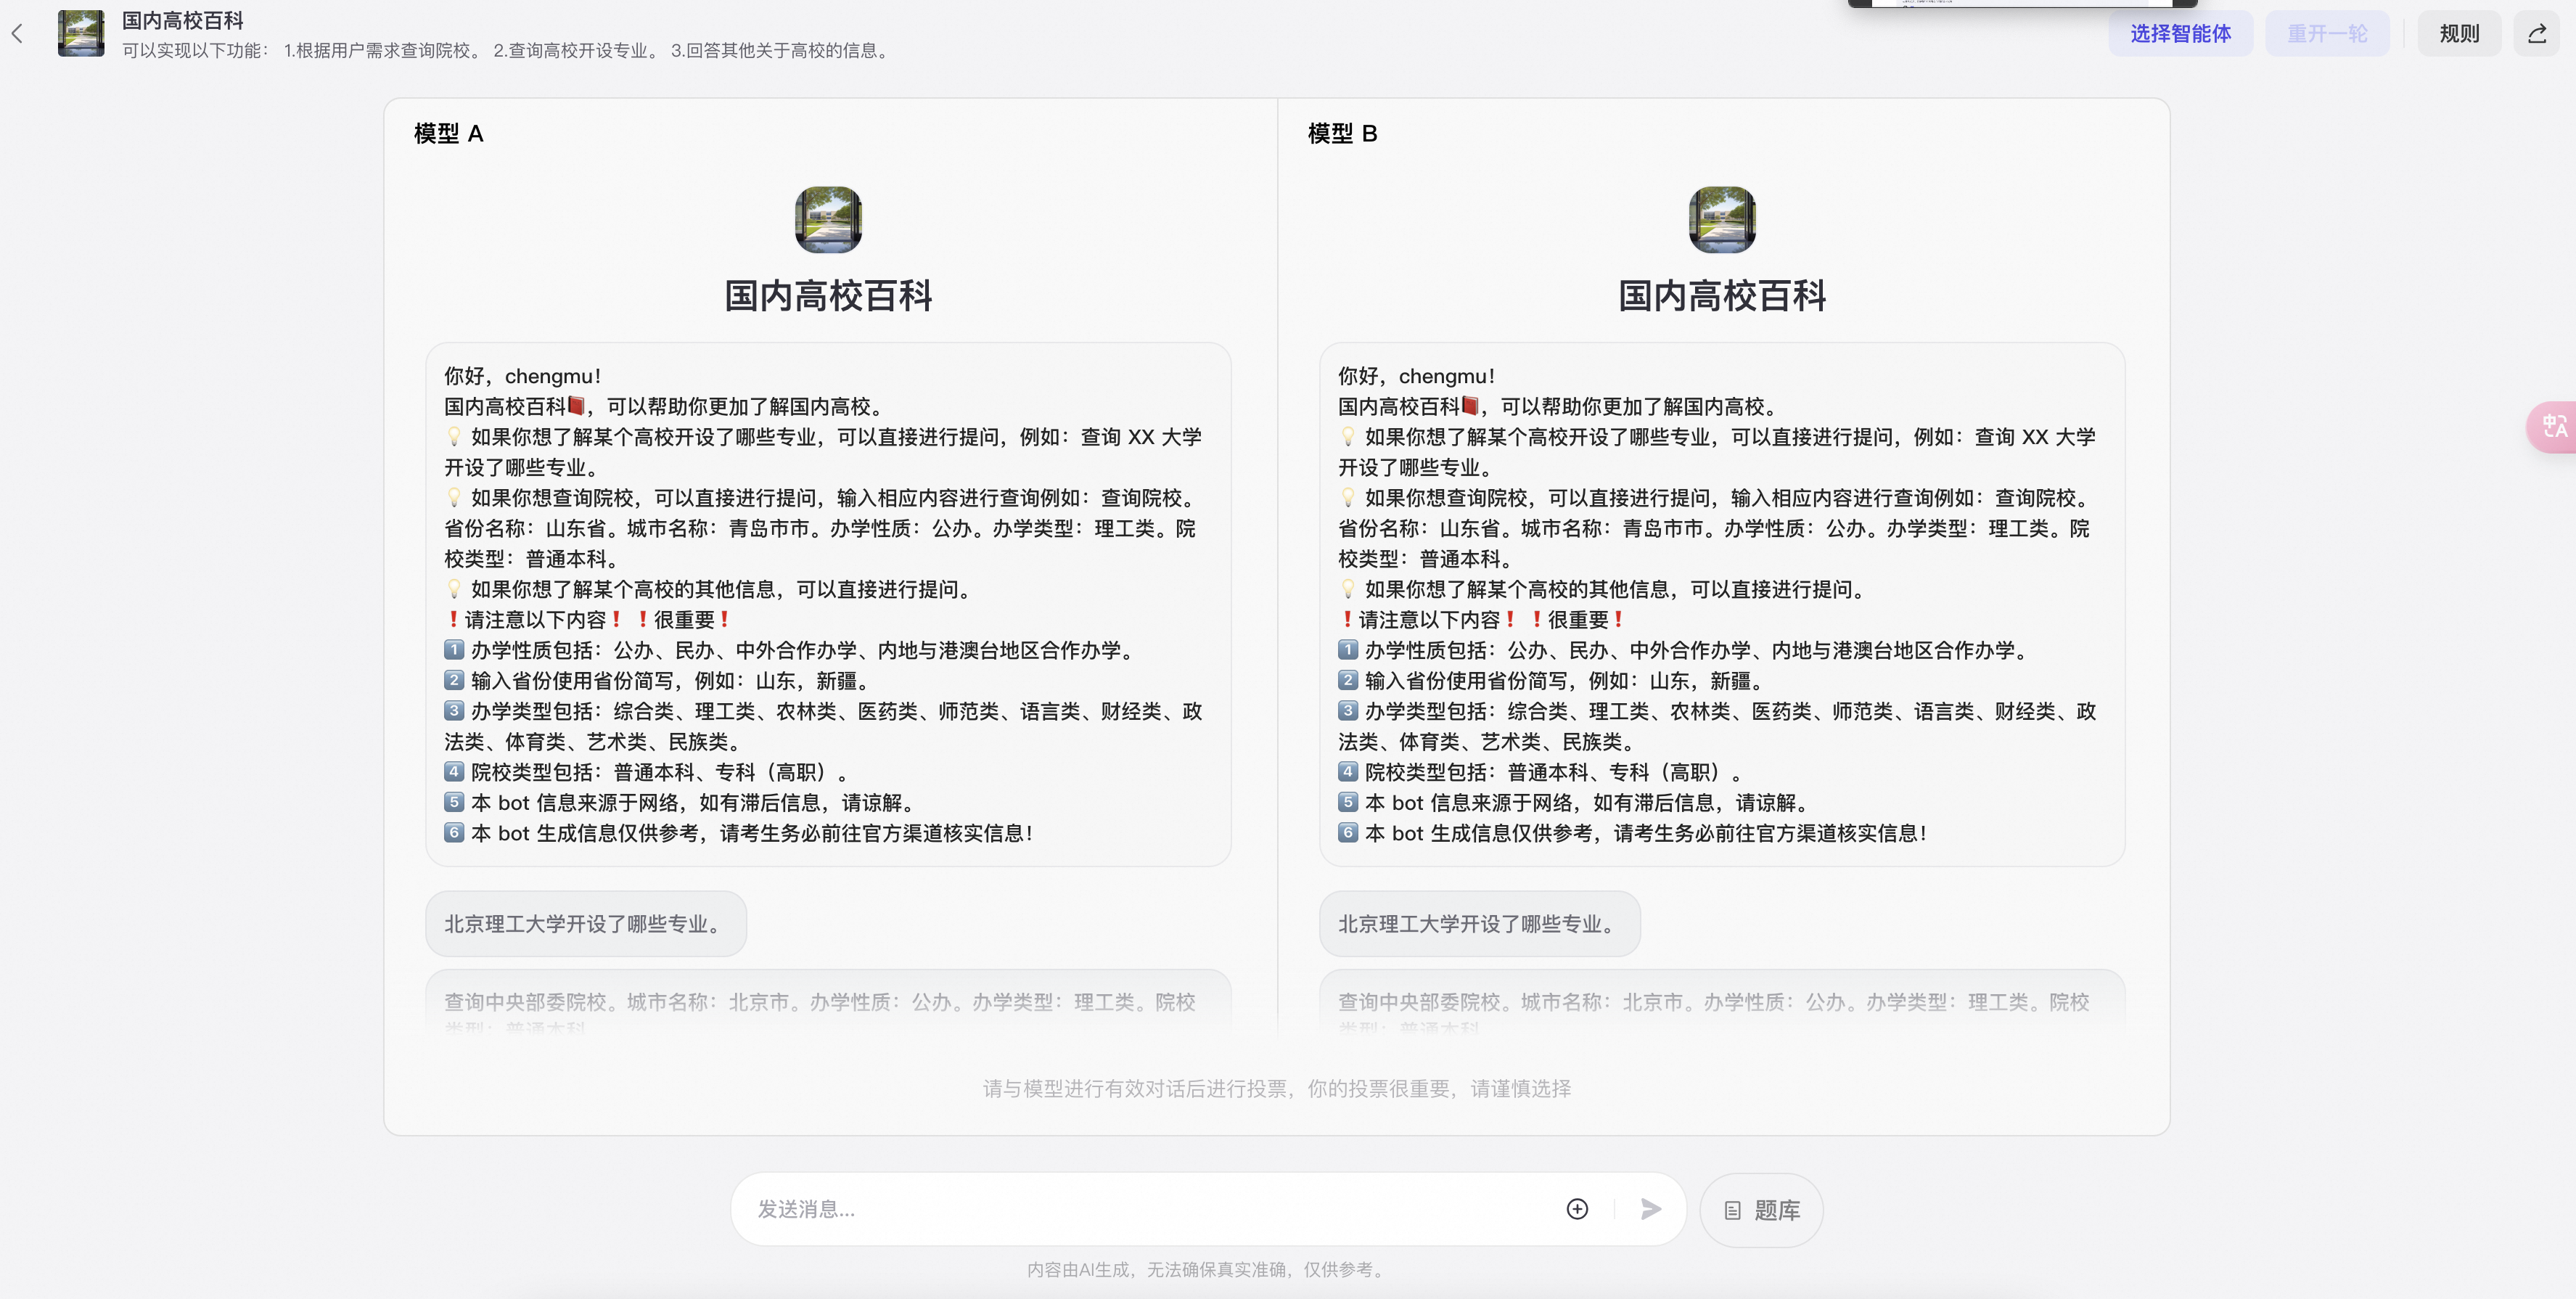 国内高校百科
可以实现以下功能： 1.根据用户需求查询院校。 2.查询高校开设专业。 3.回答其他关于高校的信息。
选择智能体
重开一轮
规则
模型 A
国内高校百科
你好，chengmu！
国内高校百科📕，可以帮助你更加了解国内高校。
💡 如果你想了解某个高校开设了哪些专业，可以直接进行提问，例如：查询 XX 大学
开设了哪些专业。
💡 如果你想查询院校，可以直接进行提问，输入相应内容进行查询例如：查询院校。
省份名称：山东省。城市名称：青岛市市。办学性质：公办。办学类型：理工类。院
校类型：普通本科。
💡 如果你想了解某个高校的其他信息，可以直接进行提问。
❗请注意以下内容❗❗很重要❗
1️⃣ 办学性质包括：公办、民办、中外合作办学、内地与港澳台地区合作办学。
2️⃣ 输入省份使用省份简写，例如：山东，新疆。
3️⃣ 办学类型包括：综合类、理工类、农林类、医药类、师范类、语言类、财经类、政
法类、体育类、艺术类、民族类。
4️⃣ 院校类型包括：普通本科、专科（高职）。
5️⃣ 本 bot 信息来源于网络，如有滞后信息，请谅解。
6️⃣ 本 bot 生成信息仅供参考，请考生务必前往官方渠道核实信息！
北京理工大学开设了哪些专业。
查询中央部委院校。城市名称：北京市。办学性质：公办。办学类型：理工类。院校
类型：普通本科
模型 B
国内高校百科
你好，chengmu！
国内高校百科📕，可以帮助你更加了解国内高校。
💡 如果你想了解某个高校开设了哪些专业，可以直接进行提问，例如：查询 XX 大学
开设了哪些专业。
💡 如果你想查询院校，可以直接进行提问，输入相应内容进行查询例如：查询院校。
省份名称：山东省。城市名称：青岛市市。办学性质：公办。办学类型：理工类。院
校类型：普通本科。
💡 如果你想了解某个高校的其他信息，可以直接进行提问。
❗请注意以下内容❗❗很重要❗
1️⃣ 办学性质包括：公办、民办、中外合作办学、内地与港澳台地区合作办学。
2️⃣ 输入省份使用省份简写，例如：山东，新疆。
3️⃣ 办学类型包括：综合类、理工类、农林类、医药类、师范类、语言类、财经类、政
法类、体育类、艺术类、民族类。
4️⃣ 院校类型包括：普通本科、专科（高职）。
5️⃣ 本 bot 信息来源于网络，如有滞后信息，请谅解。
6️⃣ 本 bot 生成信息仅供参考，请考生务必前往官方渠道核实信息！
北京理工大学开设了哪些专业。
查询中央部委院校。城市名称：北京市。办学性质：公办。办学类型：理工类。院校
类型：普通本科
请与模型进行有效对话后进行投票，你的投票很重要，请谨慎选择
发送消息...
题库
内容由AI生成，无法确保真实准确，仅供参考。
中A